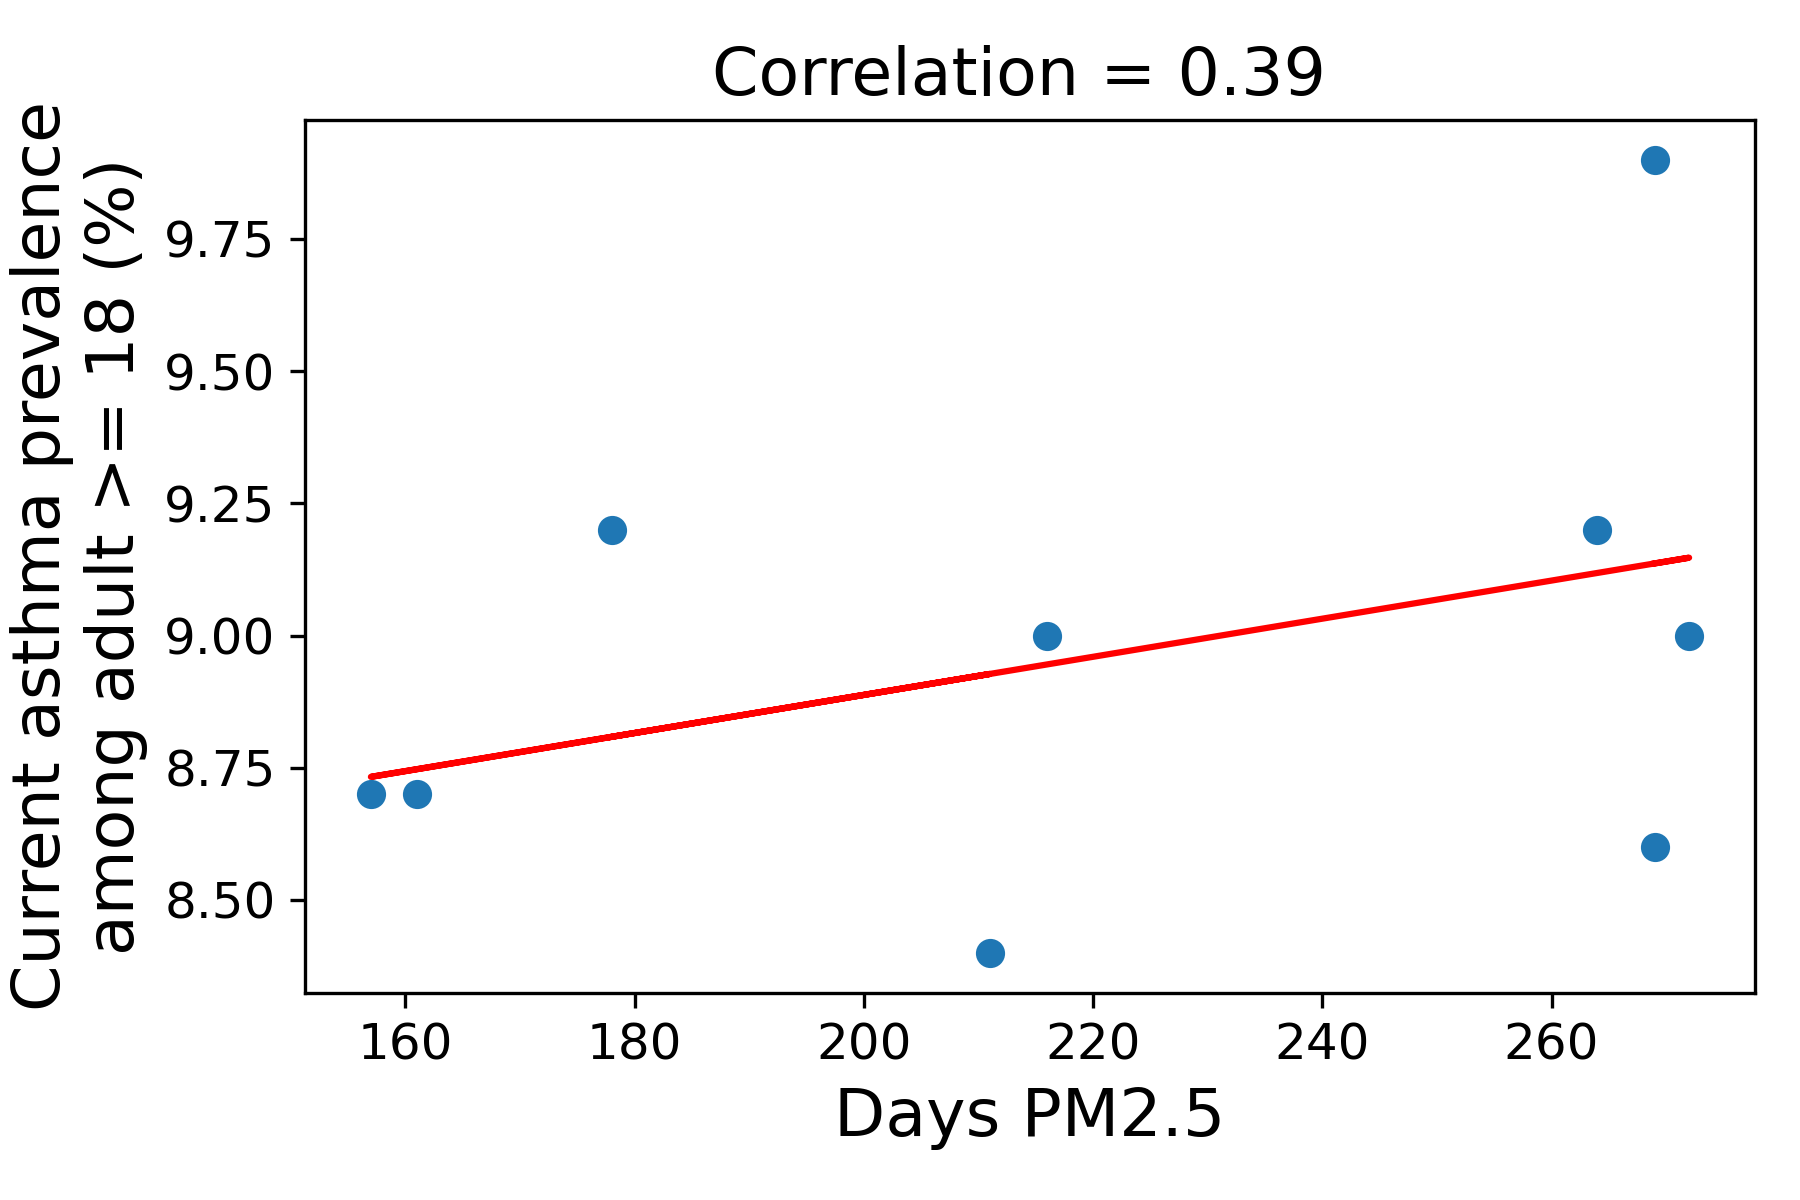 Correlation = 0.39
Current asthma prevalence
among adult >= 18 (%)
9.75
9.50
9.25
9.00
8.75
8.50
160 180 200 220 240 260
Days PM2.5